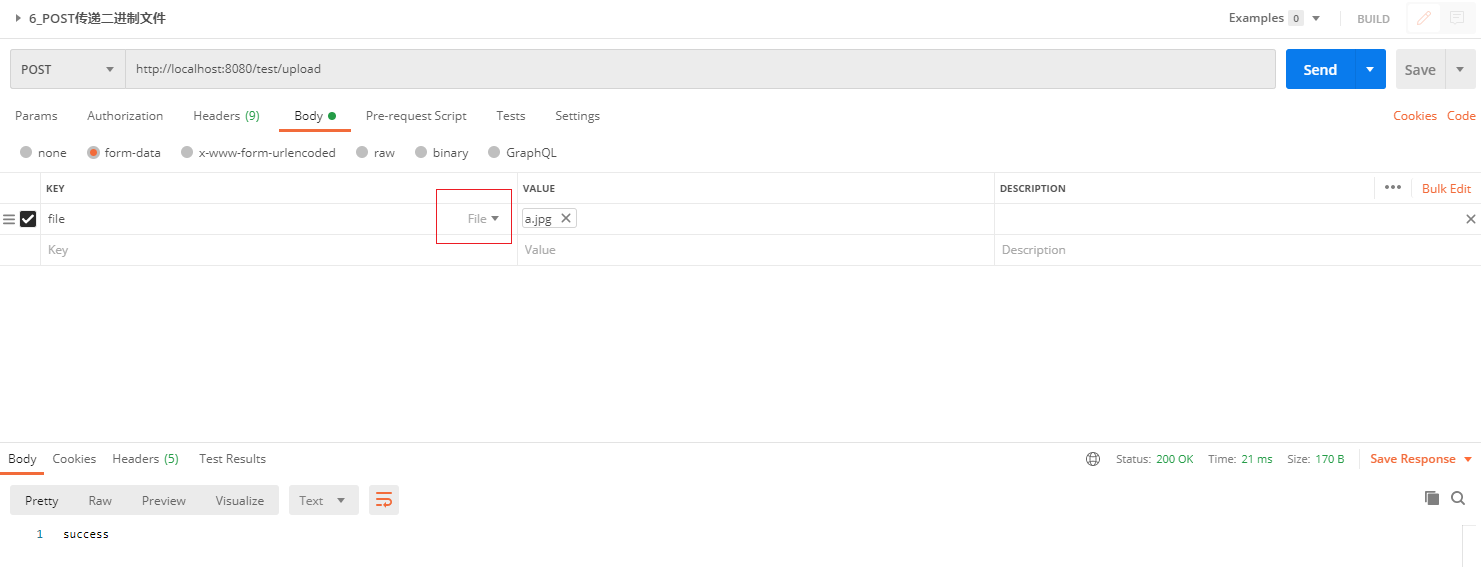 6_POST传递二进制文件 Examples 0 BUILD
POST http://localhost:8080/test/upload Send Save
Params Authorization Headers (9) Body Pre-request Script Tests Settings Cookies Code
none form-data x-www-form-urlencoded raw binary GraphQL
KEY VALUE DESCRIPTION ••• Bulk Edit
file File a.jpg
Key Value Description
Body Cookies Headers (5) Test Results Status: 200 OK Time: 21 ms Size: 170 B Save Response
Pretty Raw Preview Visualize Text
1 success